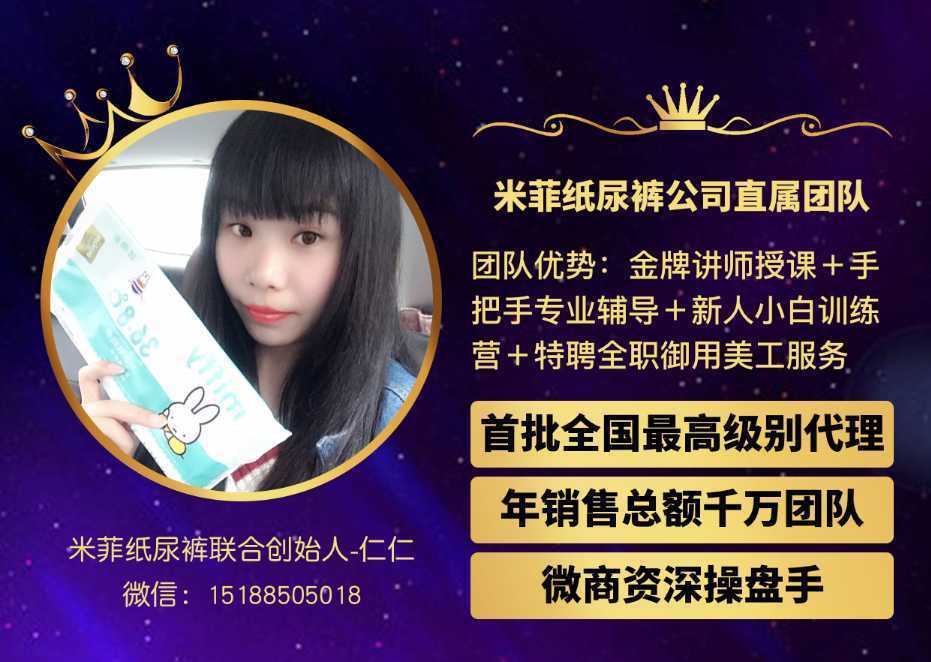 米菲纸尿裤公司直属团队
团队优势：金牌讲师授课＋手
把手专业辅导＋新人小白训练
营＋特聘全职御用美工服务
首批全国最高级别代理
年销售总额千万团队
微商资深操盘手
miffy
米菲纸尿裤联合创始人-仁仁
微信：15188505018